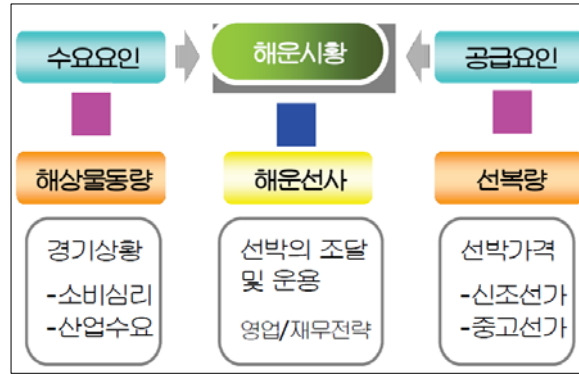 수요요인
해운시황
공급요인
해상물동량
해운선사
선복량
경기상황
-소비심리
-산업수요
선박의 조달
및 운용
영업/재무전략
선박가격
-신조선가
-중고선가